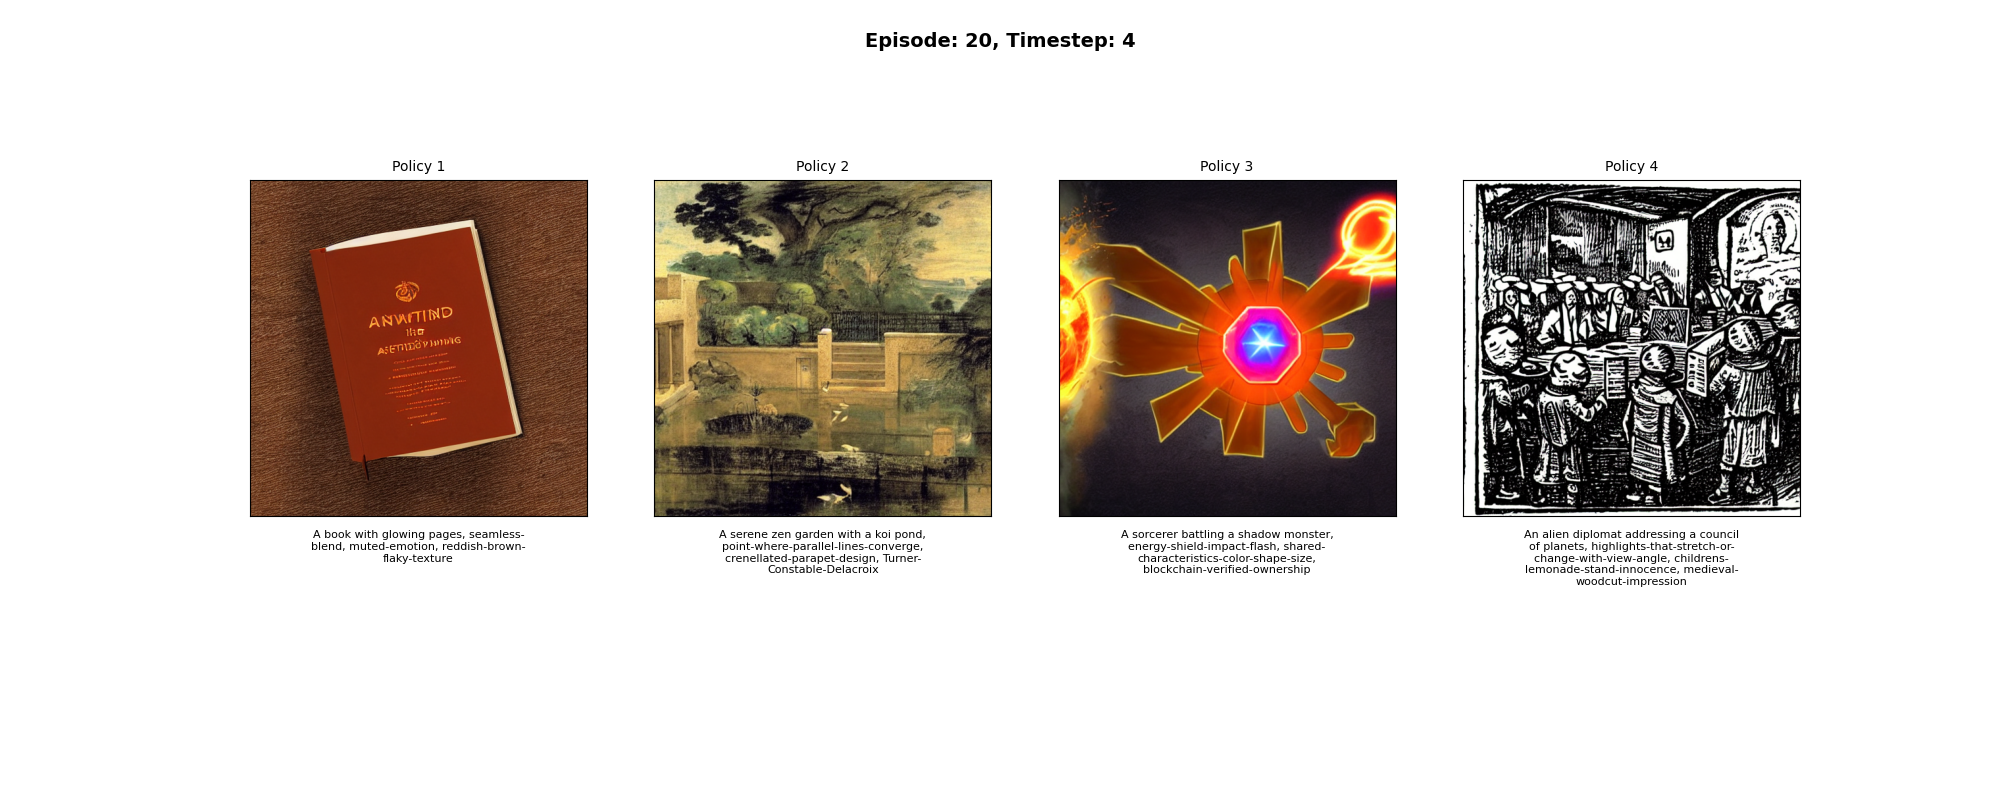 Episode: 20, Timestep: 4
Policy 1
Policy 2
Policy 3
Policy 4
ANWTIND
A book with glowing pages, seamless-
blend, muted-emotion, reddish-brown-
flaky-texture
A serene zen garden with a koi pond,
point-where-parallel-lines-converge,
crenellated-parapet-design, Turner-
Constable-Delacroix
A sorcerer battling a shadow monster,
energy-shield-impact-flash, shared-
characteristics-color-shape-size,
blockchain-verified-ownership
An alien diplomat addressing a council
of planets, highlights-that-stretch-or-
change-with-view-angle, childrens-
lemonade-stand-innocence, medieval-
woodcut-impression